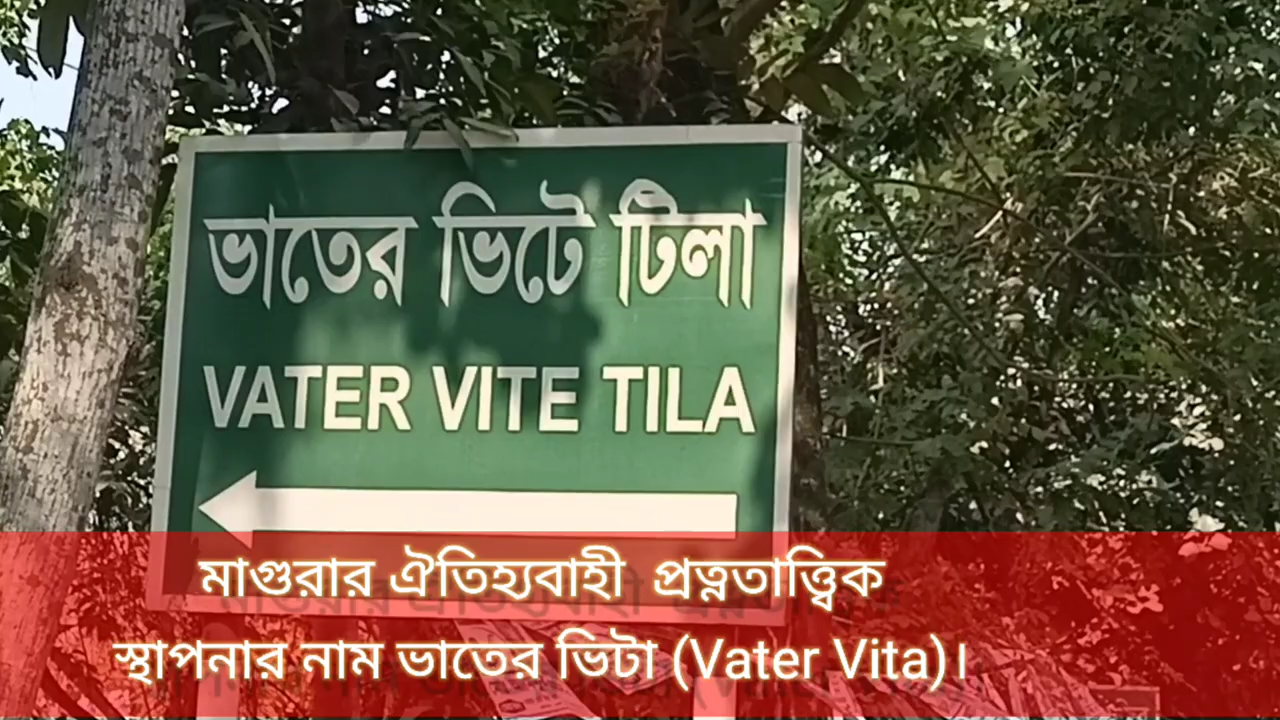 ভাতের ভিটে টিলা
VATER VITE TILA
মাগুরার ঐতিহ্যবাহী প্রত্নতাত্ত্বিক
স্থাপনার নাম ভাতের ভিটা (Vater Vita)।